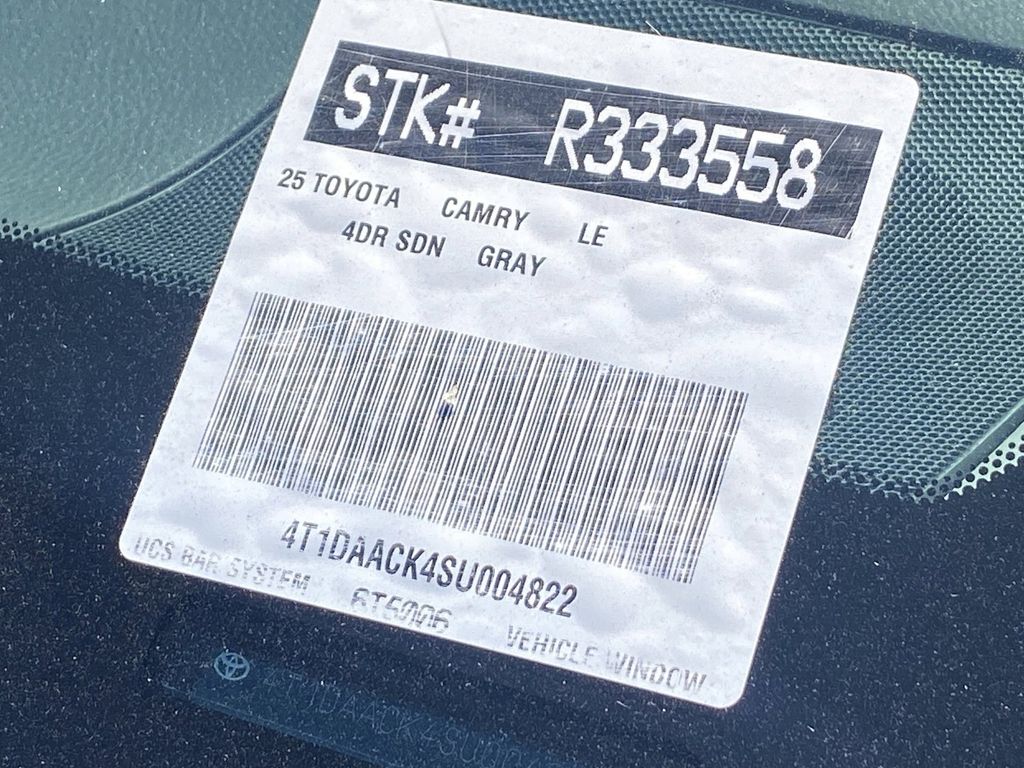 STK# R333558
25 TOYOTA CAMRY LE
4DR SDN GRAY
4T1DAACK4SU004822
UCS BAR SYSTEM 6T5006 VEHICLE WINDOW